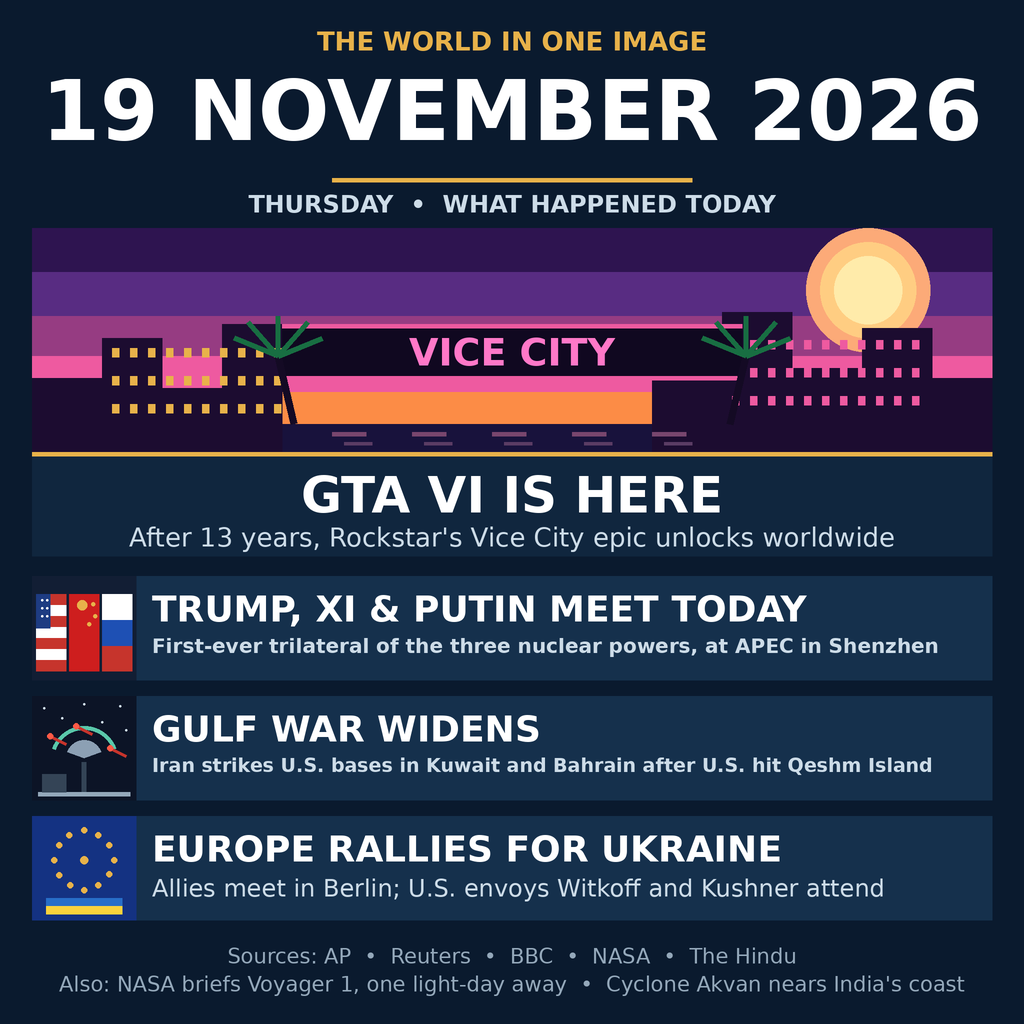 THE WORLD IN ONE IMAGE
19 NOVEMBER 2026
THURSDAY • WHAT HAPPENED TODAY
VICE CITY
GTA VI IS HERE
After 13 years, Rockstar's Vice City epic unlocks worldwide
TRUMP, XI & PUTIN MEET TODAY
First-ever trilateral of the three nuclear powers, at APEC in Shenzhen
GULF WAR WIDENS
Iran strikes U.S. bases in Kuwait and Bahrain after U.S. hit Qeshm Island
EUROPE RALLIES FOR UKRAINE
Allies meet in Berlin; U.S. envoys Witkoff and Kushner attend
Sources: AP • Reuters • BBC • NASA • The Hindu
Also: NASA briefs Voyager 1, one light-day away • Cyclone Akvan nears India's coast